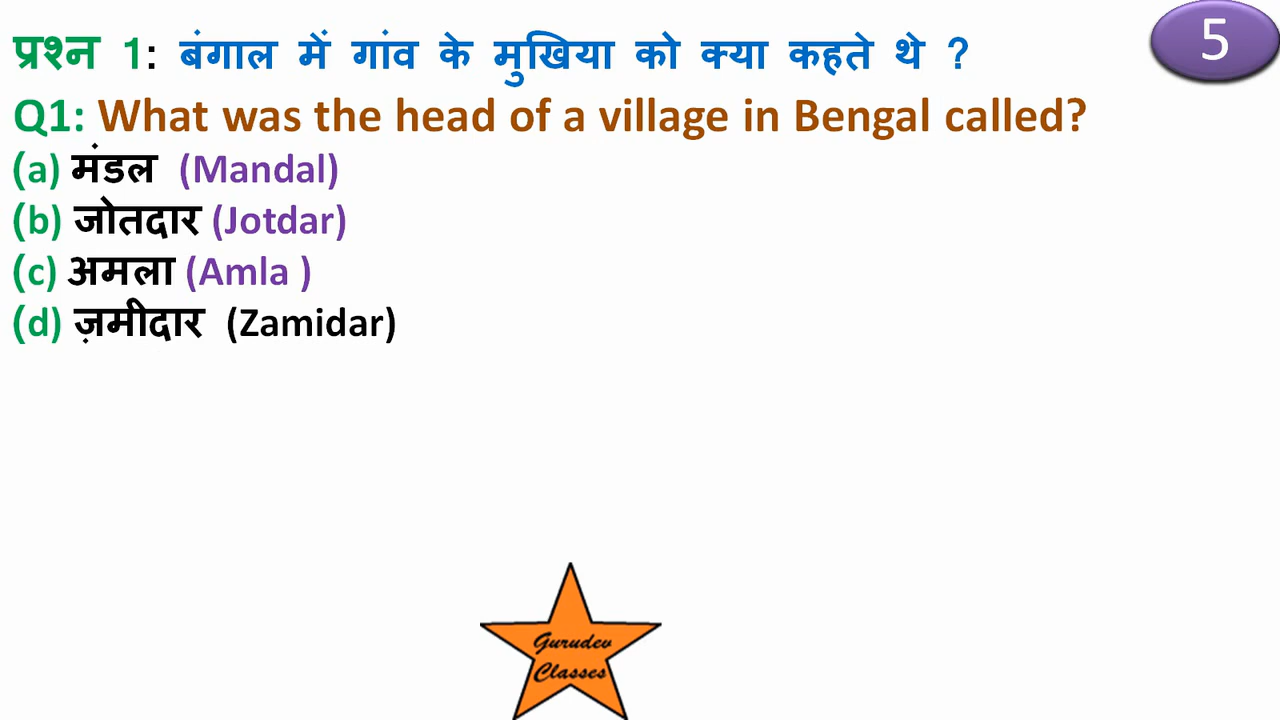 प्रश्न 1: बंगाल में गांव के मुखिया को क्या कहते थे ?
5
Q1: What was the head of a village in Bengal called?
(a) मंडल (Mandal)
(b) जोतदार (Jotdar)
(c) अमला (Amla )
(d) ज़मीदार (Zamidar)
Gurudev
Classes